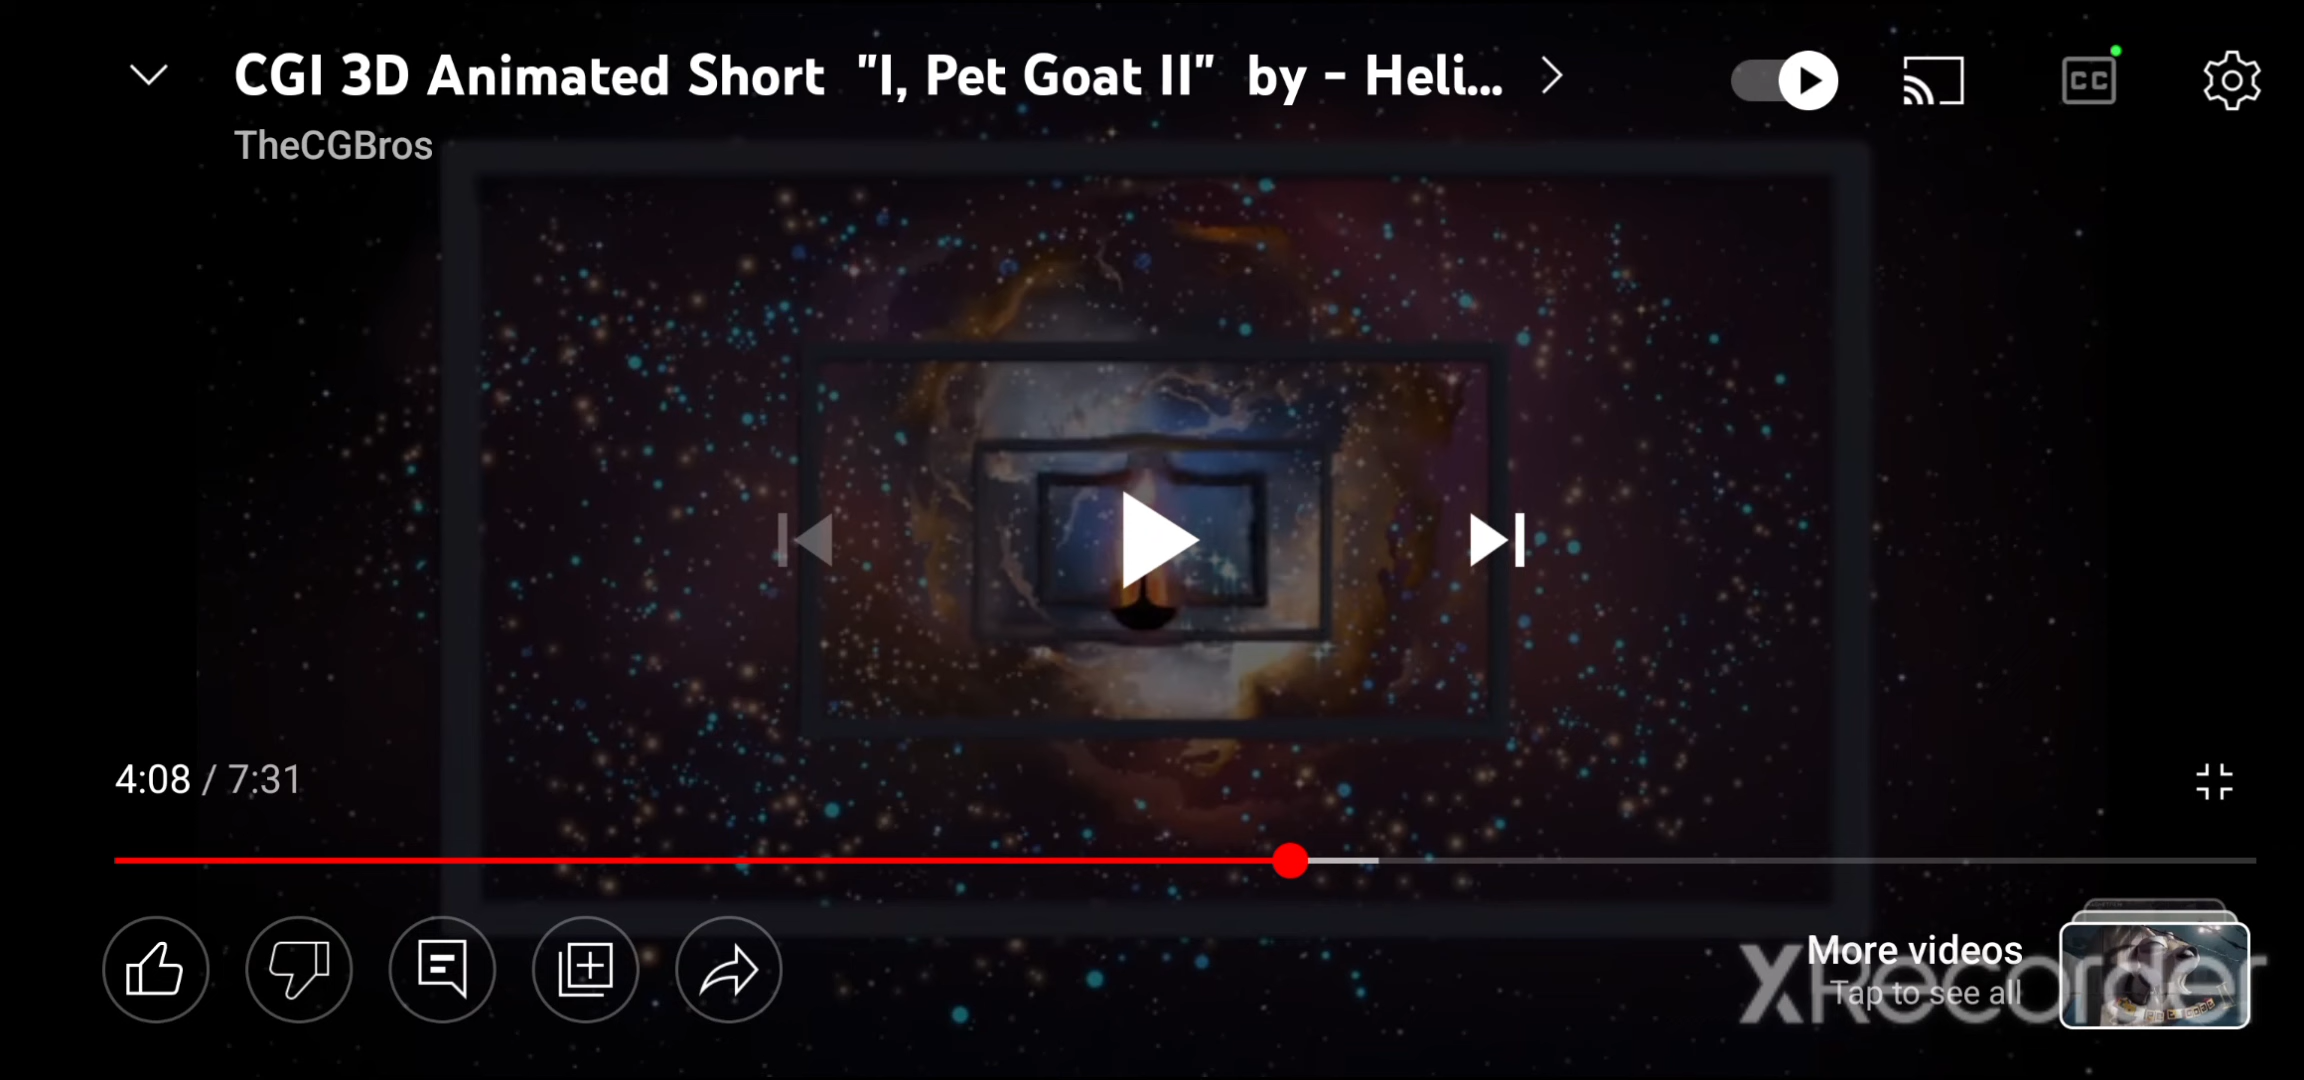 CGI 3D Animated Short "I, Pet Goat II" by - Heli...
TheCGBros
CC
4:08 / 7:31
More videos
Tap to see all
XRecorder